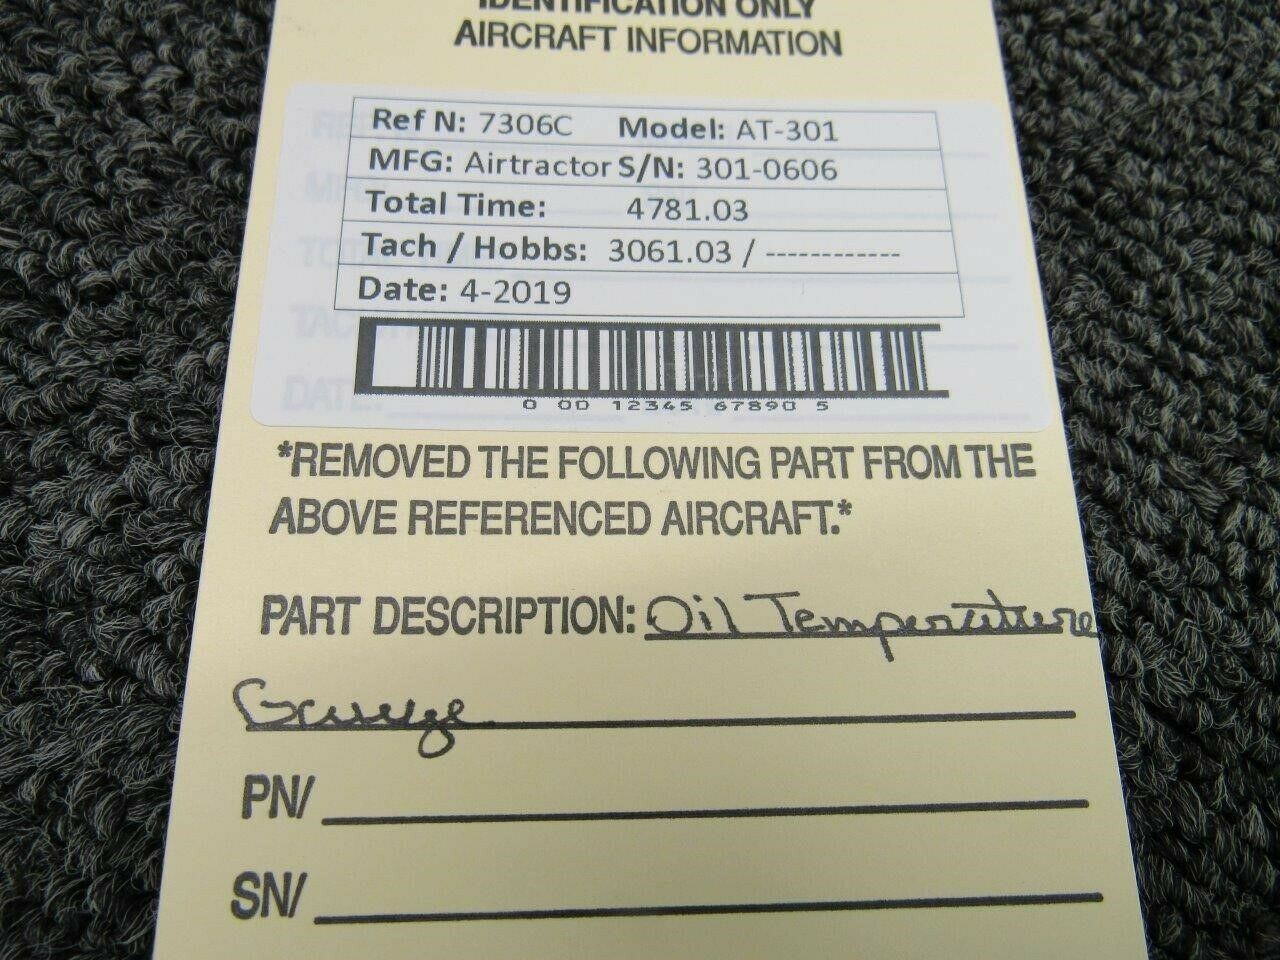 IDENTIFICATION ONLY
AIRCRAFT INFORMATION
Ref N: 7306C Model: AT-301
MFG: Airtractor S/N: 301-0606
Total Time: 4781.03
Tach / Hobbs: 3061.03 / ------------
Date: 4-2019
0 00 12345 67890 5
*REMOVED THE FOLLOWING PART FROM THE
ABOVE REFERENCED AIRCRAFT.*
PART DESCRIPTION: Oil Temperature
Gauge
PN/
SN/